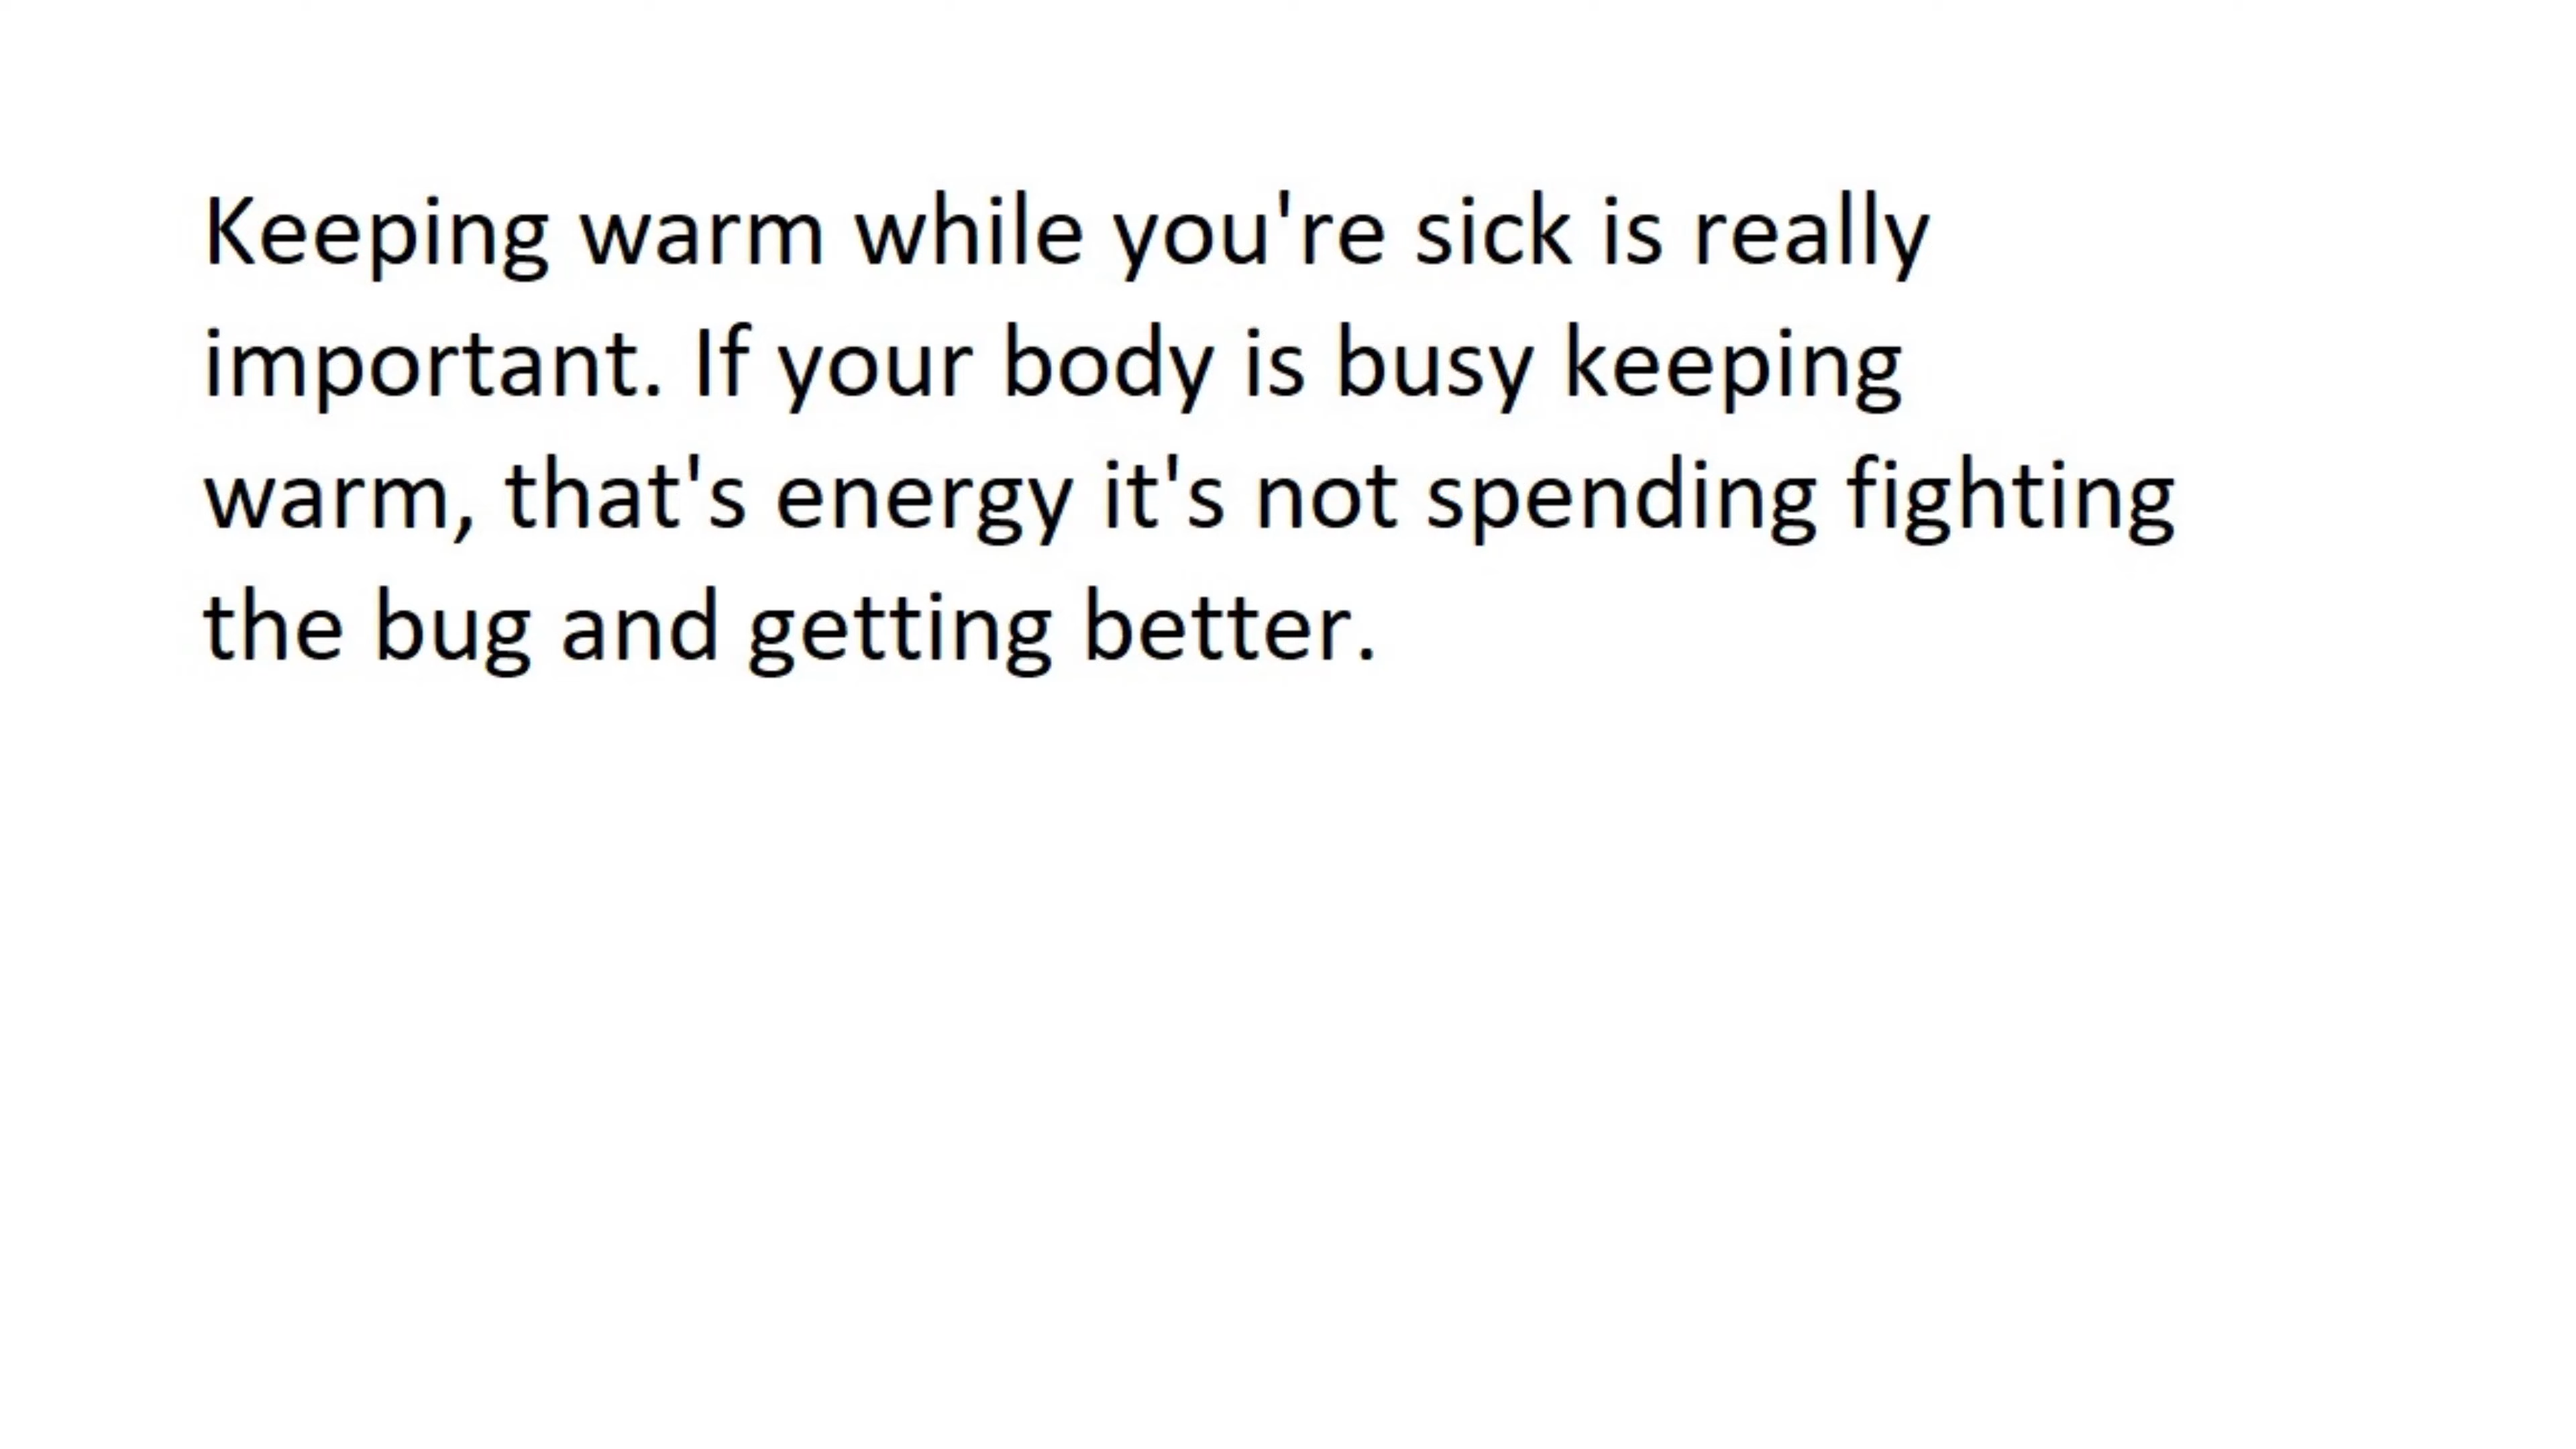 Keeping warm while you're sick is really
important. If your body is busy keeping
warm, that's energy it's not spending fighting
the bug and getting better.